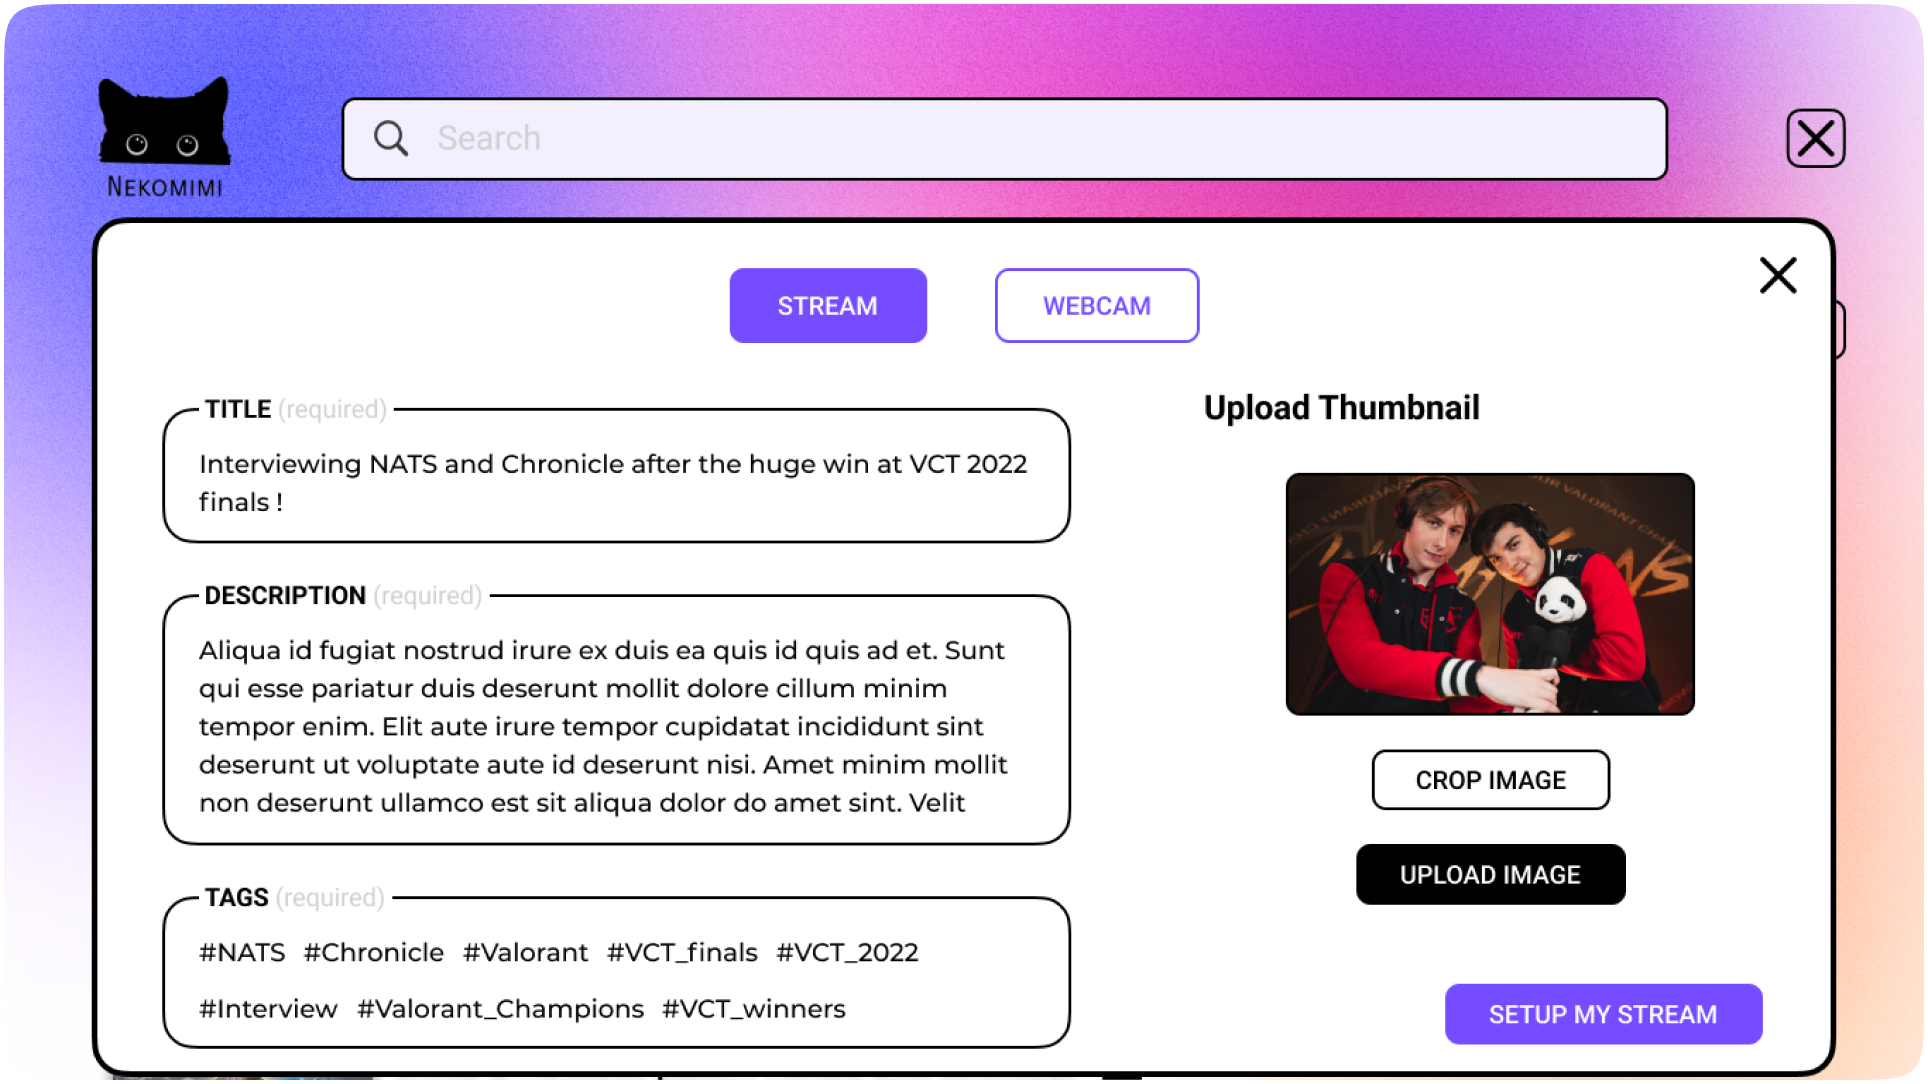 NEKOMIMI
Search
STREAM
WEBCAM
TITLE (required)
Interviewing NATS and Chronicle after the huge win at VCT 2022
finals !
DESCRIPTION (required)
Aliqua id fugiat nostrud irure ex duis ea quis id quis ad et. Sunt
qui esse pariatur duis deserunt mollit dolore cillum minim
tempor enim. Elit aute irure tempor cupidatat incididunt sint
deserunt ut voluptate aute id deserunt nisi. Amet minim mollit
non deserunt ullamco est sit aliqua dolor do amet sint. Velit
TAGS (required)
#NATS #Chronicle #Valorant #VCT_finals #VCT_2022
#Interview #Valorant_Champions #VCT_winners
Upload Thumbnail
OUR VALORANT
CROP IMAGE
UPLOAD IMAGE
SETUP MY STREAM